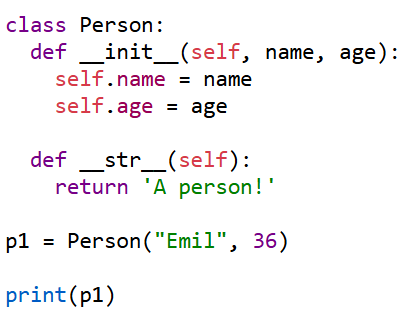 class Person:
  def __init__(self, name, age):
    self.name = name
    self.age = age

  def __str__(self):
    return 'A person!'

p1 = Person("Emil", 36)

print(p1)